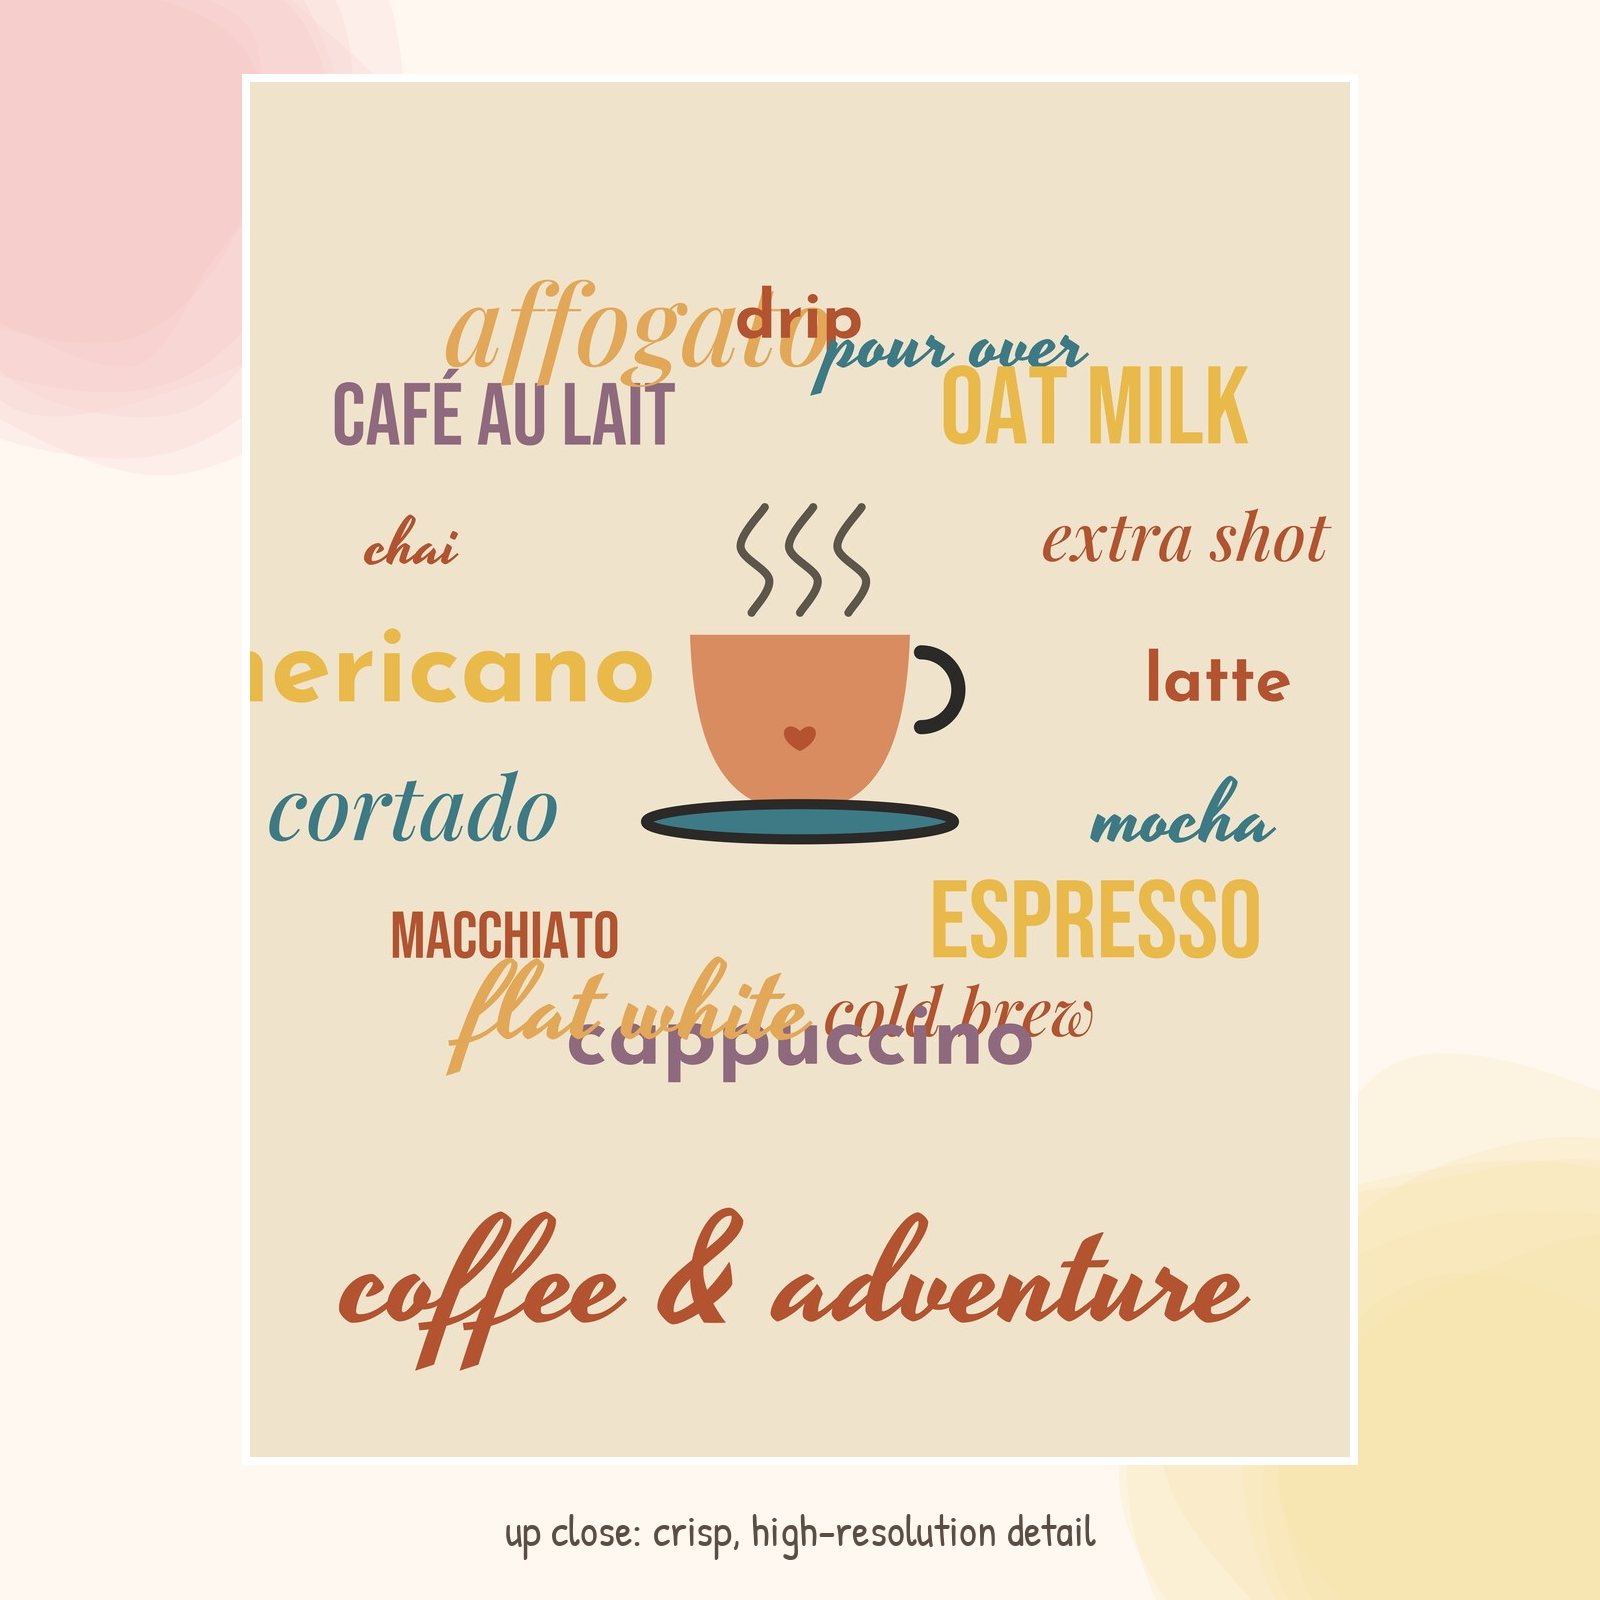 affogato
drip
pour over
CAFÉ AU LAIT
OAT MILK
chai
extra shot
mericano
latte
cortado
mocha
MACCHIATO
ESPRESSO
flat white
cold brew
cappuccino
coffee & adventure
up close: crisp, high-resolution detail